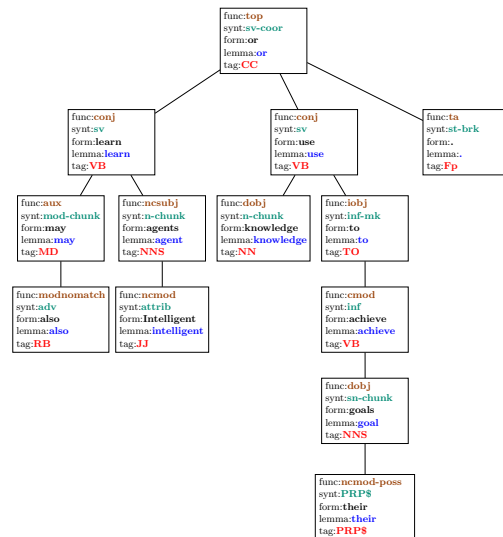 func:top
synt:sv-coor
form:or
lemma:or
tag:CC
func:conj
synt:sv
form:learn
lemma:learn
tag:VB
func:conj
synt:sv
form:use
lemma:use
tag:VB
func:ta
synt:st-brk
form:.
lemma:.
tag:Fp
func:aux
synt:mod-chunk
form:may
lemma:may
tag:MD
func:ncsubj
synt:n-chunk
form:agents
lemma:agent
tag:NNS
func:dobj
synt:n-chunk
form:knowledge
lemma:knowledge
tag:NN
func:iobj
synt:inf-mk
form:to
lemma:to
tag:TO
func:modnomatch
synt:adv
form:also
lemma:also
tag:RB
func:ncmod
synt:attrib
form:Intelligent
lemma:intelligent
tag:JJ
func:cmod
synt:inf
form:achieve
lemma:achieve
tag:VB
func:dobj
synt:sn-chunk
form:goals
lemma:goal
tag:NNS
func:ncmod-poss
synt:PRP$
form:their
lemma:their
tag:PRP$